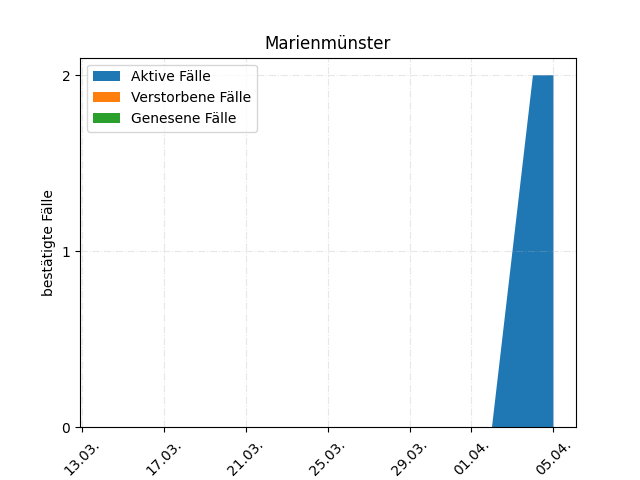 Marienmünster
Aktive Fälle
Verstorbene Fälle
Genesene Fälle
bestätigte Fälle
2
1
0
13.03.
17.03.
21.03.
25.03.
29.03.
01.04.
05.04.